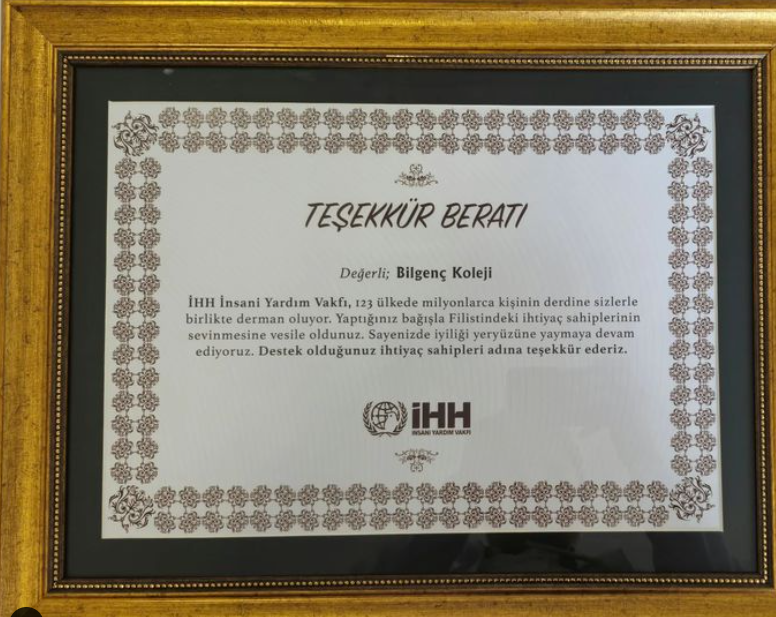 TEŞEKKÜR BERATI
Değerli; Bilgenç Koleji
İHH İnsani Yardım Vakfı, 123 ülkede milyonlarca kişinin derdine sizlerle
birlikte derman oluyor. Yaptığınız bağışla Filistindeki ihtiyaç sahiplerinin
sevinmesine vesile oldunuz. Sayenizde iyiliği yeryüzüne yaymaya devam
ediyoruz. Destek olduğunuz ihtiyaç sahipleri adına teşekkür ederiz.
iHH
INSANI YARDIM VAKFI